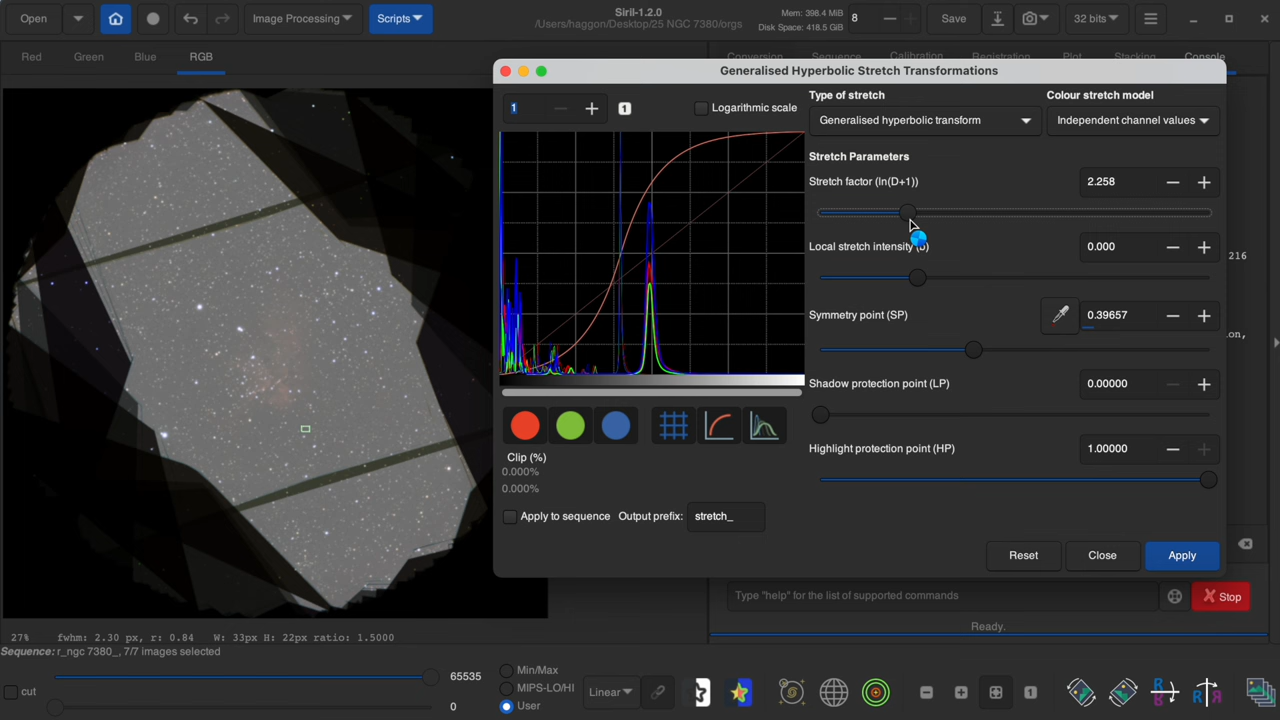 Open
Image Processing
Scripts
Siril-1.2.0
/Users/haggon/Desktop/25 NGC 7380/orgs
Mem: 398.4 MiB
Disk Space: 418.5 GiB
8
Save
32 bits
Red
Green
Blue
RGB
Conversion
Sequence
Calibration
Registration
Plot
Stacking
Console
Generalised Hyperbolic Stretch Transformations
1
1
Logarithmic scale
Type of stretch
Colour stretch model
Generalised hyperbolic transform
Independent channel values
Stretch Parameters
Stretch factor (ln(D+1))
2.258
Local stretch intensity (b)
0.000
216
Symmetry point (SP)
0.39657
ion,
Shadow protection point (LP)
0.00000
Highlight protection point (HP)
1.00000
Clip (%)
0.000%
0.000%
Apply to sequence
Output prefix:
stretch_
Reset
Close
Apply
Type "help" for the list of supported commands
Stop
Ready.
27%
fwhm: 2.30 px, r: 0.84
W: 33px H: 22px ratio: 1.5000
Sequence: r_ngc 7380_, 7/7 images selected
65535
cut
0
Min/Max
MIPS-LO/HI
User
Linear
1
R
R
R
R